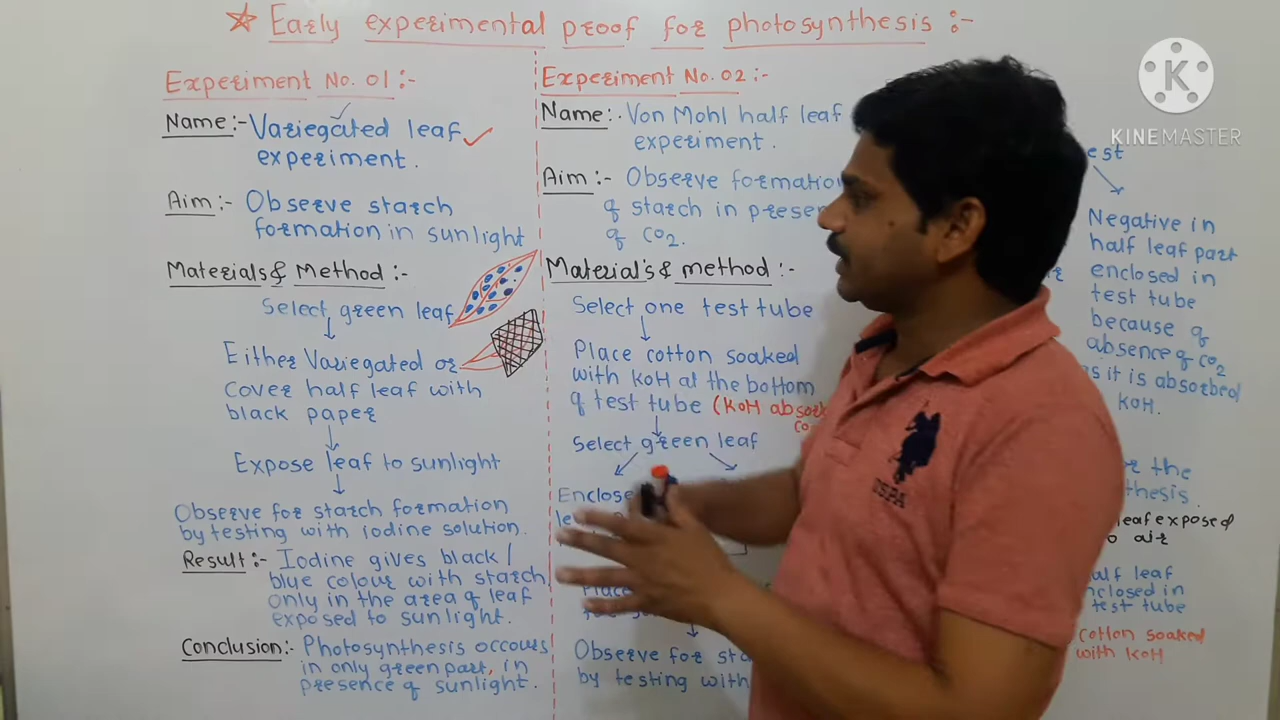 ☆ Early experimental proof for photosynthesis :-
Experiment No. 01 :-
Name :- Variegated leaf
experiment.
Aim :- Observe starch
formation in sunlight
Materials & Method :-
Select green leaf
Either Variegated or
cover half leaf with
black paper
Expose leaf to sunlight
Observe for starch formation
by testing with iodine solution.
Result :- Iodine gives black /
blue colour with starch
only in the area of leaf
exposed to sunlight.
Conclusion :- Photosynthesis occours
in only green part, in
presence of sunlight.
Experiment No. 02 :-
Name :- Von Mohl half leaf
experiment.
Aim :- Observe formation
of starch in presen
of CO2.
Material's & method :-
Select one test tube
Place cotton soaked
with KOH at the bottom
of test tube (KOH absor
co
Select green leaf
Enclose
Place
Observe for sta
by testing with
est
Negative in
half leaf part
enclosed in
test tube
because of
absence of CO2
as it is absorbed
KOH.
the
thesis.
leaf exposed
to air
half leaf
enclosed in
test tube
cotton soaked
with KOH
USPA
K
KINEMASTER